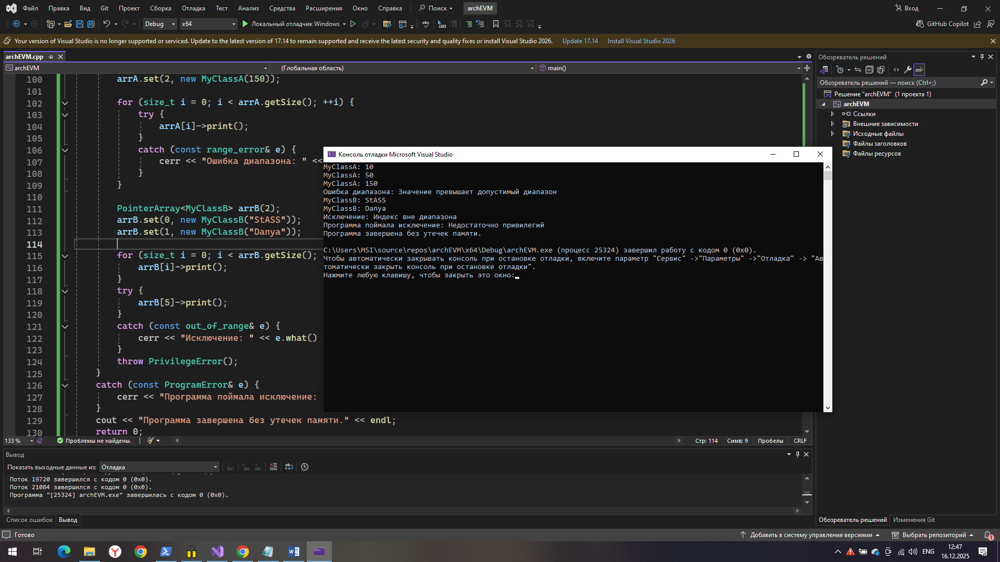 Файл Правка Вид Git Проект Сборка Отладка Тест Анализ Средства Расширения Окно Справка Поиск archEVM Вход
Debug x64 Локальный отладчик Windows GitHub Copilot
Your version of Visual Studio is no longer supported or serviced. Update to the latest version of 17.14 to remain supported and receive the latest security and quality fixes or install Visual Studio 2026. Update 17.14 Install Visual Studio 2026
archEVM.cpp
archEVM (Глобальная область) main()
100 arrA.set(2, new MyClassA(150));
101
102 for (size_t i = 0; i < arrA.getSize(); ++i) {
103 try {
104 arrA[i]->print();
105 }
106 catch (const range_error& e) {
107 cerr << "Ошибка диапазона: " <<
108 }
109 }
110
111 PointerArray<MyClassB> arrB(2);
112 arrB.set(0, new MyClassB("StASS"));
113 arrB.set(1, new MyClassB("Danya"));
114
115 for (size_t i = 0; i < arrB.getSize();
116 arrB[i]->print();
117 }
118 try {
119 arrB[5]->print();
120 }
121 catch (const out_of_range& e) {
122 cerr << "Исключение: " << e.what()
123 }
124 throw PrivilegeError();
125 }
126 catch (const ProgramError& e) {
127 cerr << "Программа поймала исключение:
128 }
129 cout << "Программа завершена без утечек памяти." << endl;
130 return 0;
Консоль отладки Microsoft Visual Studio
MyClassA: 10
MyClassA: 50
MyClassA: 150
Ошибка диапазона: Значение превышает допустимый диапазон
MyClassB: StASS
MyClassB: Danya
Исключение: Индекс вне диапазона
Программа поймала исключение: Недостаточно привилегий
Программа завершена без утечек памяти.
C:\Users\MSI\source\repos\archEVM\x64\Debug\archEVM.exe (процесс 25324) завершил работу с кодом 0 (0x0).
Чтобы автоматически закрывать консоль при остановке отладки, включите параметр "Сервис" ->"Параметры" ->"Отладка" -> "Ав
томатически закрыть консоль при остановке отладки".
Нажмите любую клавишу, чтобы закрыть это окно:
Обозреватель решений
Обозреватель решений — поиск (Ctrl+;)
Решение "archEVM" (1 проекта 1)
archEVM
Ссылки
Внешние зависимости
Исходные файлы
Файлы заголовков
Файлы ресурсов
133 % Проблемы не найдены. Стр: 114 Симв: 9 Пробелы CRLF
Вывод
Показать выходные данные из: Отладка
Поток 19720 завершился с кодом 0 (0x0).
Поток 21084 завершился с кодом 0 (0x0).
Программа "[25324] archEVM.exe" завершилась с кодом 0 (0x0).
Список ошибок Вывод
Обозреватель решений Изменения Git
Готово Добавить в систему управления версиями Выбрать репозиторий 1
ENG 12:47
16.12.2025